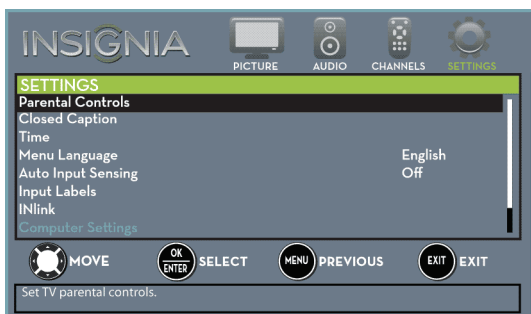 INSIGNIA
PICTURE AUDIO CHANNELS SETTINGS
SETTINGS
Parental Controls
Closed Caption
Time
Menu Language English
Auto Input Sensing Off
Input Labels
INlink
Computer Settings
MOVE OK ENTER SELECT MENU PREVIOUS EXIT EXIT
Set TV parental controls.